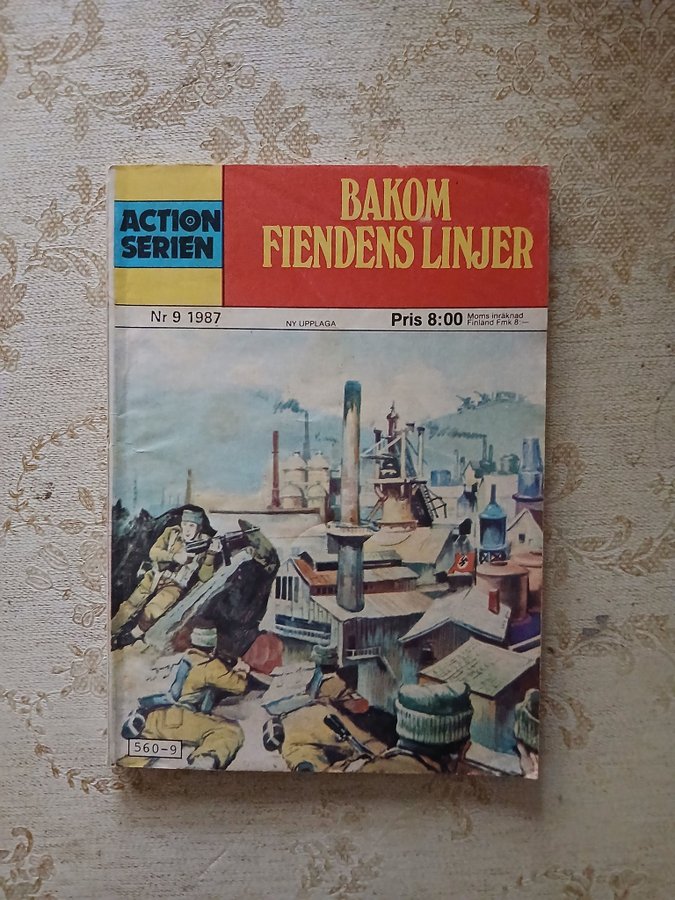 ACTION
SERIEN
BAKOM
FIENDENS LINJER
Nr 9 1987
NY UPPLAGA
Pris 8:00
Moms inräknad
Finland Fmk 8:—
560-9